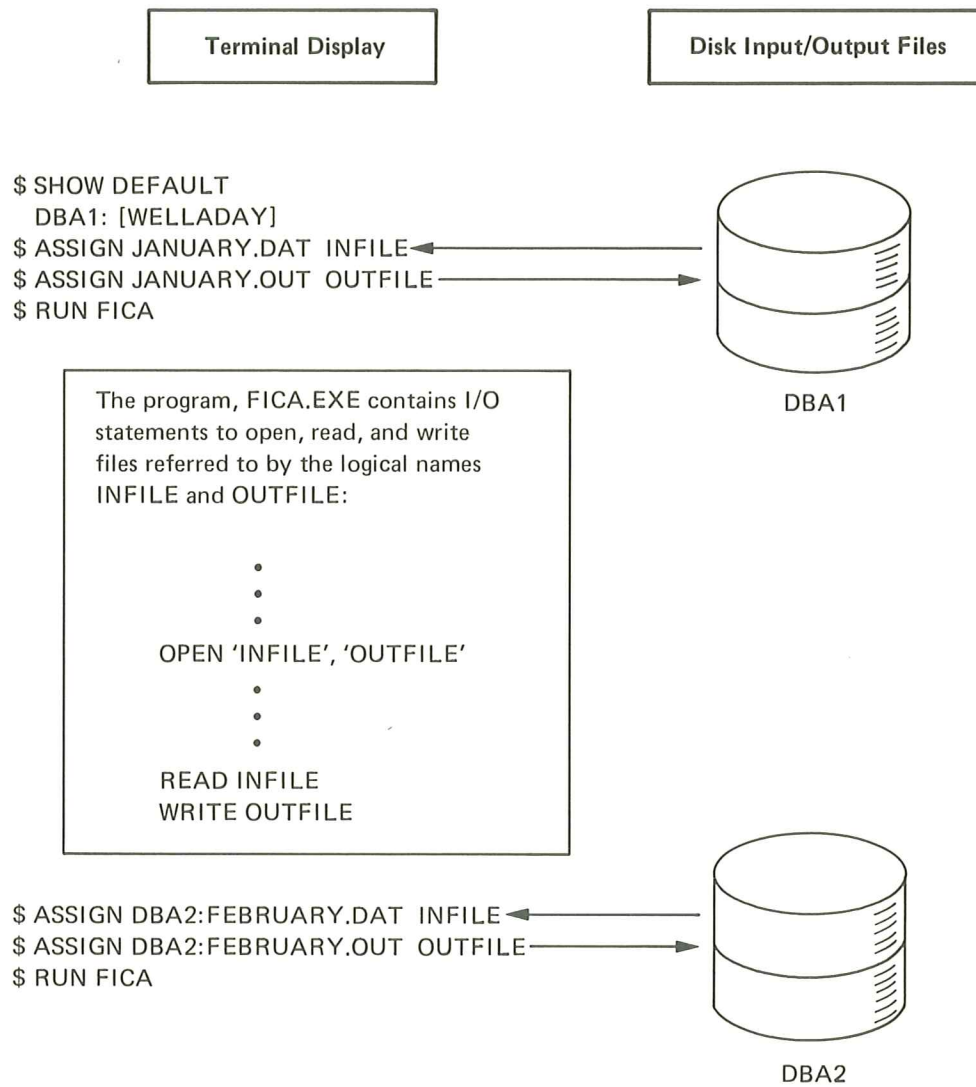 Terminal Display
Disk Input/Output Files
$ SHOW DEFAULT
DBA1: [WELLADAY]
$ ASSIGN JANUARY.DAT INFILE
$ ASSIGN JANUARY.OUT OUTFILE
$ RUN FICA
DBA1
The program, FICA.EXE contains I/O
statements to open, read, and write
files referred to by the logical names
INFILE and OUTFILE:
OPEN 'INFILE', 'OUTFILE'
READ INFILE
WRITE OUTFILE
$ ASSIGN DBA2:FEBRUARY.DAT INFILE
$ ASSIGN DBA2:FEBRUARY.OUT OUTFILE
$ RUN FICA
DBA2